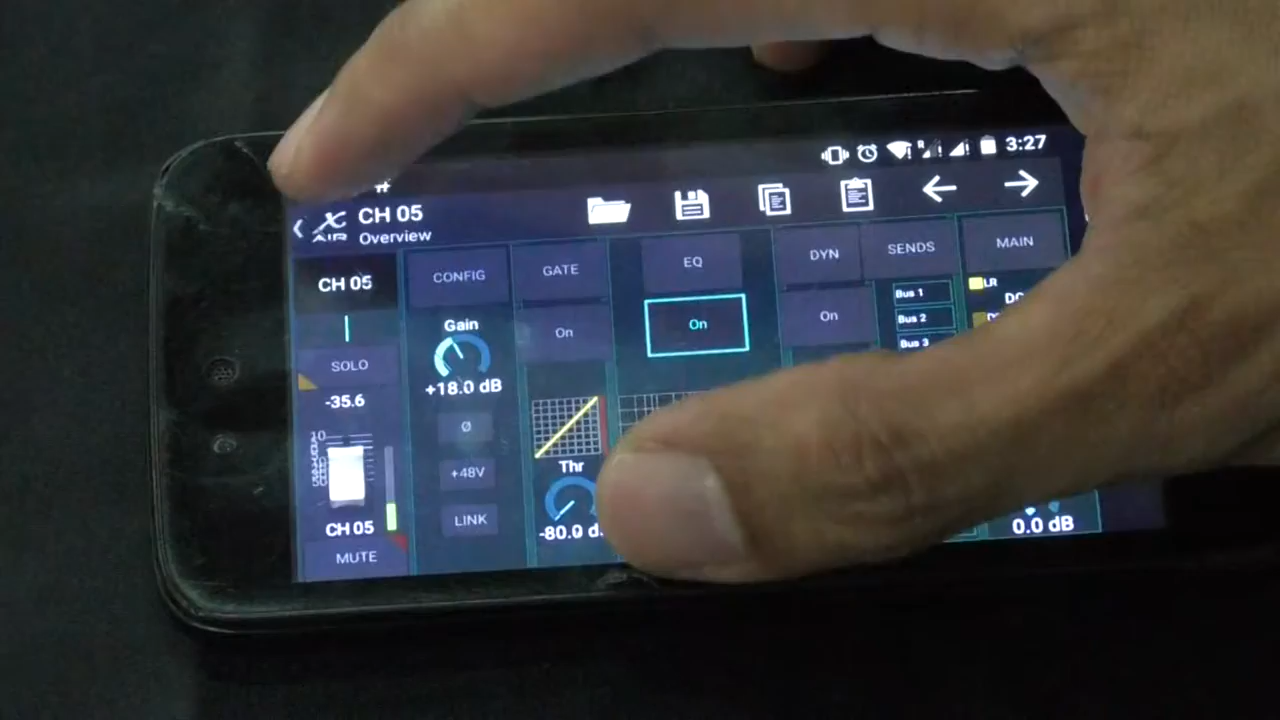 3:27
X AIR
CH 05
Overview
CH 05
CONFIG
GATE
EQ
DYN
SENDS
MAIN
Gain
On
On
On
Bus 1
Bus 2
Bus 3
LR
SOLO
-35.6
+18.0 dB
Ø
10
+48V
Thr
LINK
-80.0 d
0.0 dB
CH 05
MUTE